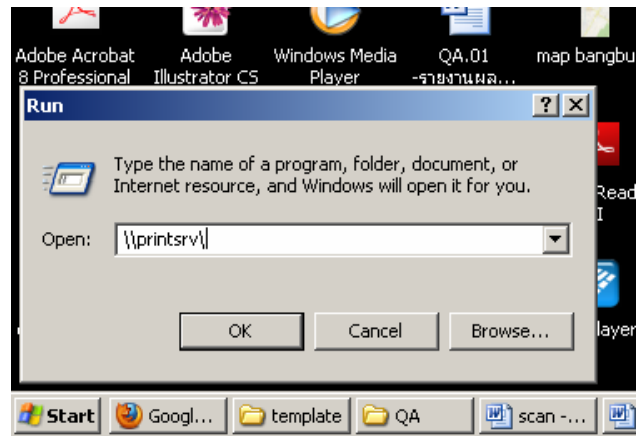 Adobe Acrobat
8 Professional
Adobe
Illustrator CS
Windows Media
Player
QA.01
-รายงานผล...
map bangbu
Run
Type the name of a program, folder, document, or
Internet resource, and Windows will open it for you.
Open: \\printsrv\
OK Cancel Browse...
Read
I
layer
Start Googl... template QA scan -...